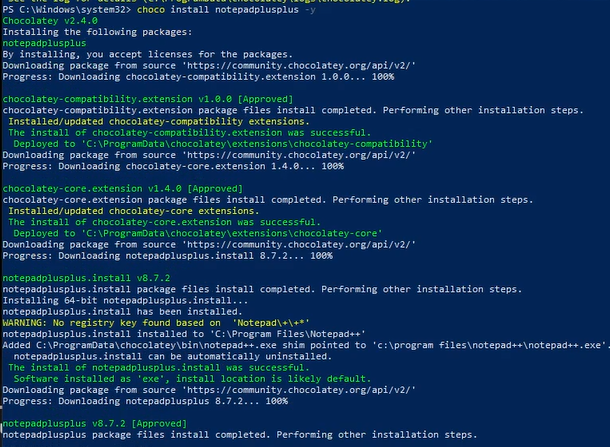 PS C:\Windows\system32> choco install notepadplusplus -y
Chocolatey v2.4.0
Installing the following packages:
notepadplusplus
By installing, you accept licenses for the packages.
Downloading package from source 'https://community.chocolatey.org/api/v2/'
Progress: Downloading chocolatey-compatibility.extension 1.0.0... 100%
chocolatey-compatibility.extension v1.0.0 [Approved]
chocolatey-compatibility.extension package files install completed. Performing other installation steps.
Installed/updated chocolatey-compatibility extensions.
The install of chocolatey-compatibility.extension was successful.
Deployed to 'C:\ProgramData\chocolatey\extensions\chocolatey-compatibility'
Downloading package from source 'https://community.chocolatey.org/api/v2/'
Progress: Downloading chocolatey-core.extension 1.4.0... 100%
chocolatey-core.extension v1.4.0 [Approved]
chocolatey-core.extension package files install completed. Performing other installation steps.
Installed/updated chocolatey-core extensions.
The install of chocolatey-core.extension was successful.
Deployed to 'C:\ProgramData\chocolatey\extensions\chocolatey-core'
Downloading package from source 'https://community.chocolatey.org/api/v2/'
Progress: Downloading notepadplusplus.install 8.7.2... 100%
notepadplusplus.install v8.7.2
notepadplusplus.install package files install completed. Performing other installation steps.
Installing 64-bit notepadplusplus.install...
notepadplusplus.install has been installed.
WARNING: No registry key found based on  'Notepad\+\+*'
notepadplusplus.install installed to 'C:\Program Files\Notepad++'
Added C:\ProgramData\chocolatey\bin\notepad++.exe shim pointed to 'c:\program files\notepad++\notepad++.exe'.
notepadplusplus.install can be automatically uninstalled.
The install of notepadplusplus.install was successful.
Software installed as 'exe', install location is likely default.
Downloading package from source 'https://community.chocolatey.org/api/v2/'
Progress: Downloading notepadplusplus 8.7.2... 100%
notepadplusplus v8.7.2 [Approved]
notepadplusplus package files install completed. Performing other installation steps.